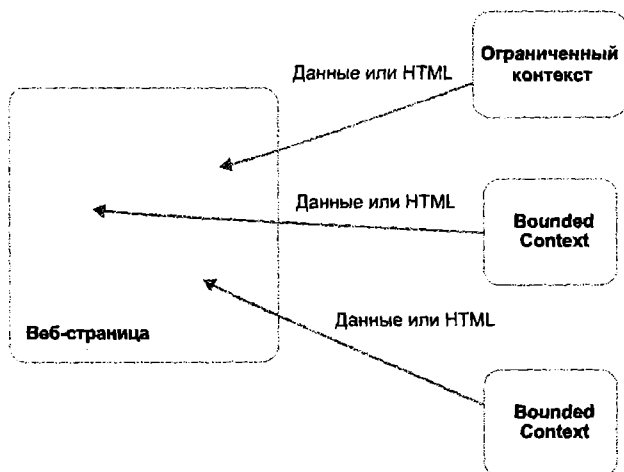 Ограниченный
контекст
Данные или HTML
Данные или HTML
Bounded
Context
Веб-страница
Данные или HTML
Bounded
Context